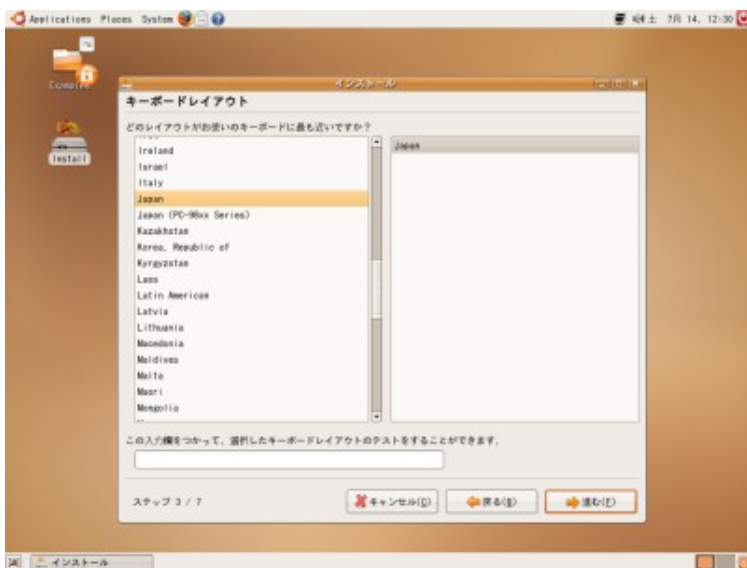 Applications Places System
土 7月 14, 12:30
Install
インストール
キーボードレイアウト
どのレイアウトがお使いのキーボードに最も近いですか?
Ireland
Israel
Italy
Japan
Japan (PC-98xx Series)
Kazakhstan
Korea, Republic of
Kyrgyzstan
Laos
Latin American
Latvia
Lithuania
Macedonia
Maldives
Malta
Maori
Mongolia
Japan
この入力欄をつかって、選択したキーボードレイアウトのテストをすることができます。
ステップ 3 / 7
キャンセル(C)
戻る(B)
進む(F)
インストール